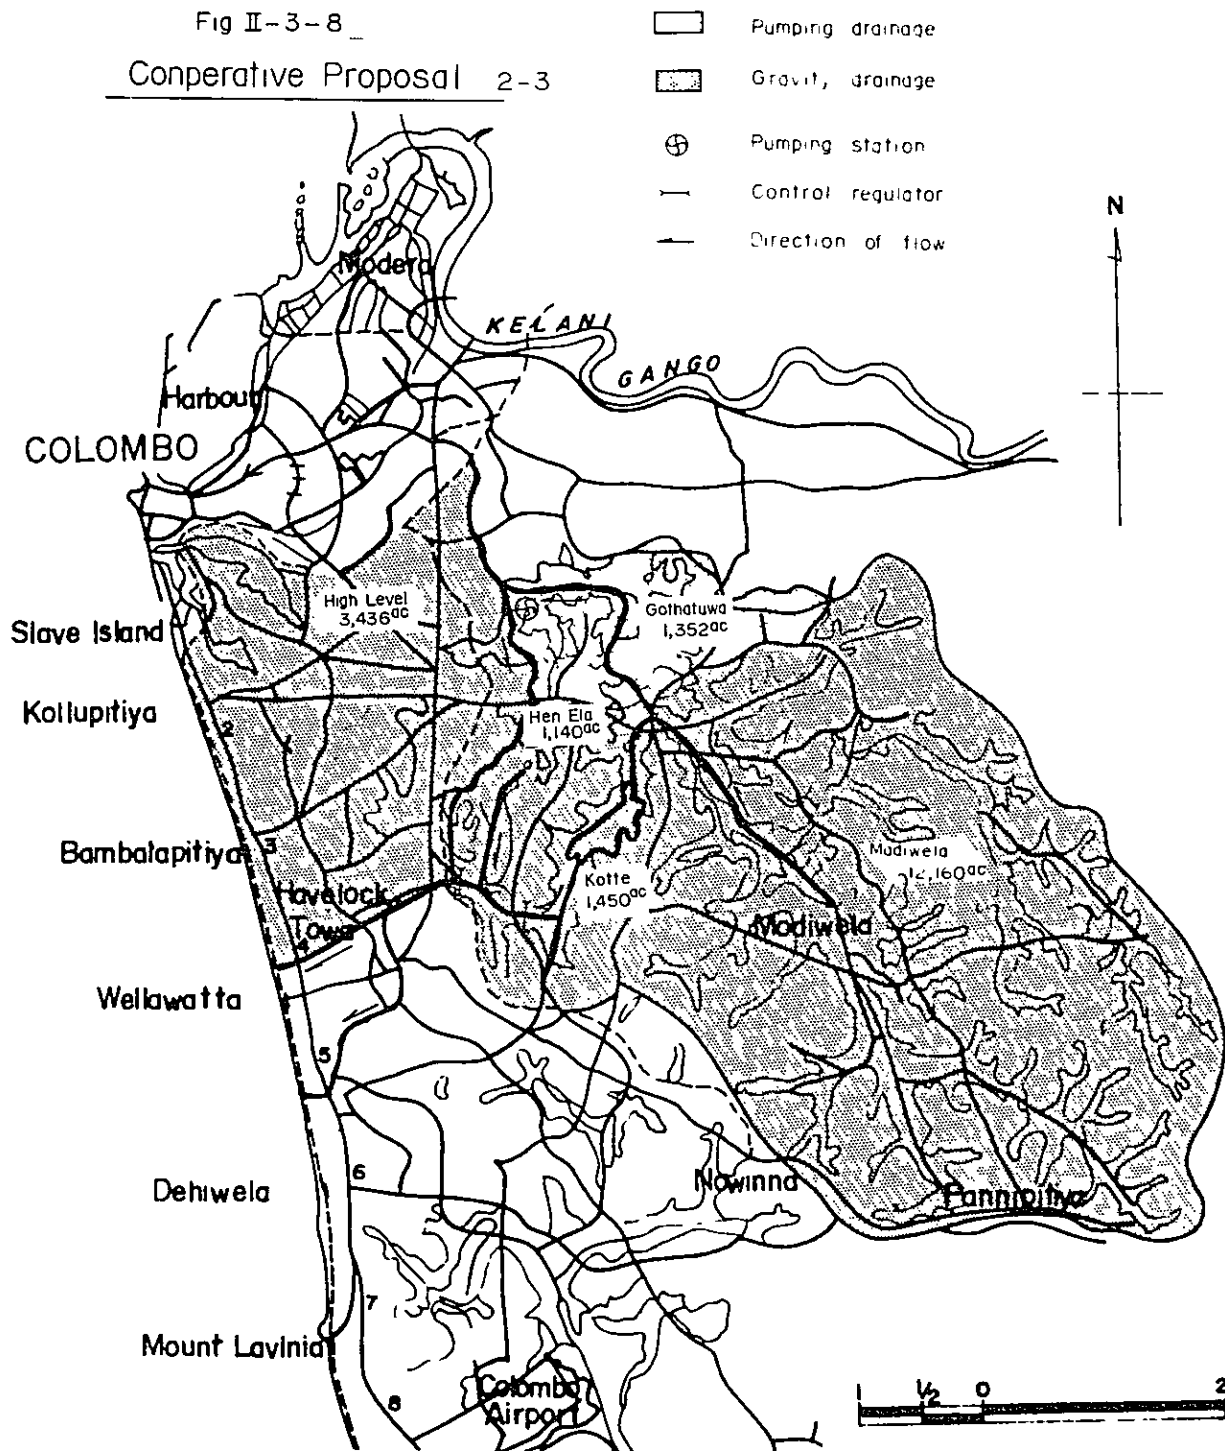 Fig II-3-8
Conperative Proposal 2-3
Pumping drainage
Gravit, drainage
Pumping station
Control regulator
Direction of flow
N
Modera
KELANI
GANGO
Harbour
COLOMBO
High Level
3,436ac
Gothatuwa
1,352ac
Slave Island
Kollupitiya
2
Hen Ela
1,140ac
Bambalapitiya
3
Havelock
Town
4
Kotte
1,450ac
Madiwela
12,160ac
Modiwela
Wellawatta
5
6
Dehiwela
Nowinna
Pannipitiya
7
Mount Lavinia
8
Colombo
Airport
1 1/2 0 2